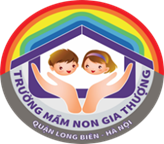 TRƯỜNG MẦM NON GIA THƯỢNG
QUẬN LONG BIÊN - HÀ NỘI